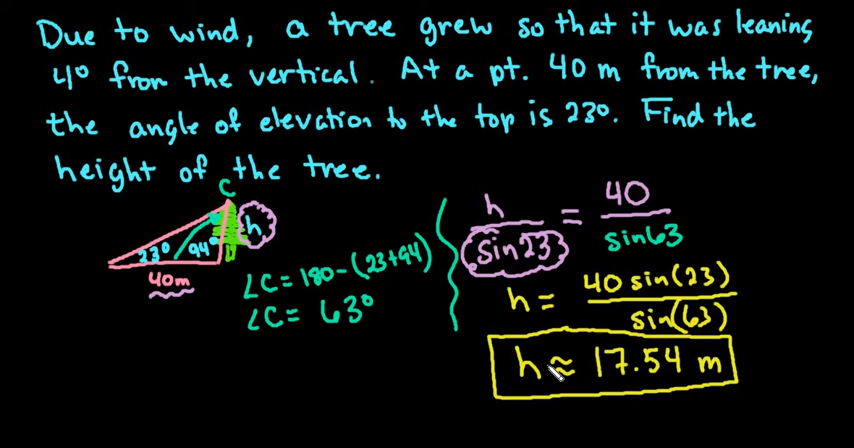 Due to wind, a tree grew so that it was leaning
4° from the vertical. At a pt. 40 m from the tree,
the angle of elevation to the top is 23°. Find the
height of the tree.
C
h
23°
94°
40m
∠C = 180 - (23+94)
∠C = 63°
h / sin23 = 40 / sin63
h = 40 sin(23) / sin(63)
h ≈ 17.54 m